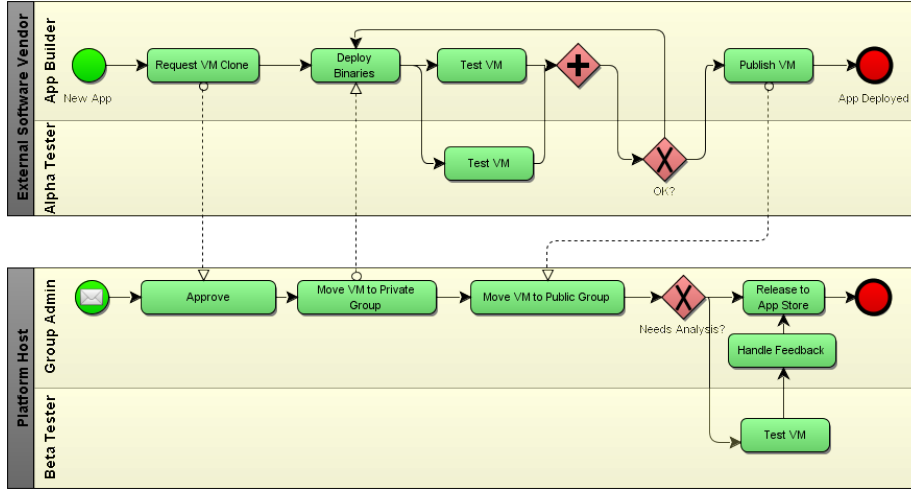 External Software Vendor
App Builder
Alpha Tester
New App
Request VM Clone
Deploy
Binaries
Test VM
Test VM
OK?
Publish VM
App Deployed
Platform Host
Group Admin
Beta Tester
Approve
Move VM to Private
Group
Move VM to Public Group
Needs Analysis?
Release to
App Store
Handle Feedback
Test VM